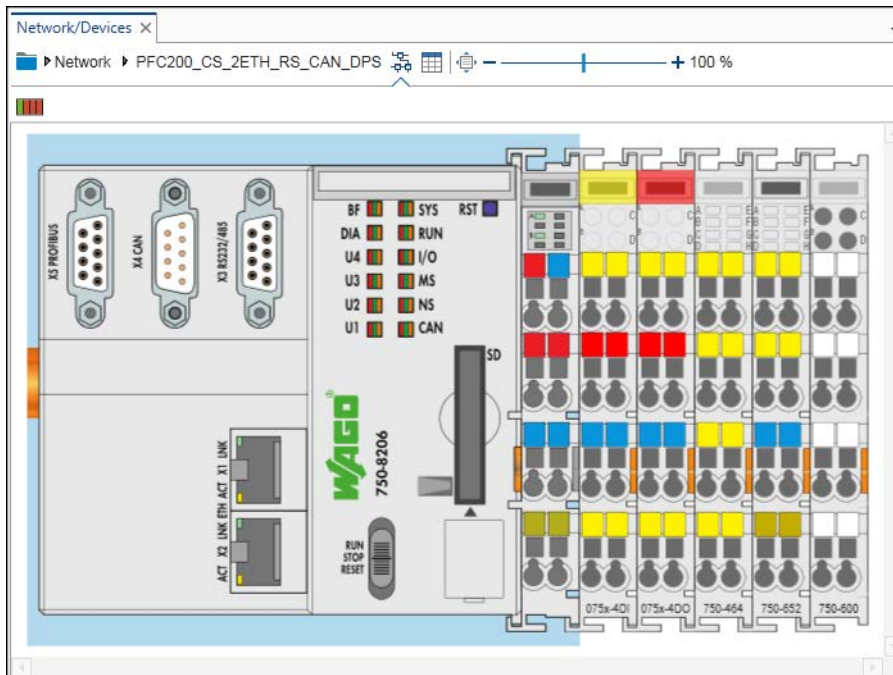 Network/Devices
Network PFC200_CS_2ETH_RS_CAN_DPS 100 %
X5 PROFIBUS
X4 CAN
X3 RS232/485
BF SYS RST
DIA RUN
U4 I/O
U3 MS
U2 NS
U1 CAN
SD
WAGO
750-8206
ACT X1 LNK
ETH
ACT X2 LNK
RUN
STOP
RESET
A
B
A C
B D
A C
B D
A E
B F
C G
D H
A E
B F
C G
D H
A C
B D
075x-4DI 075x-4DO 750-464 750-652 750-600